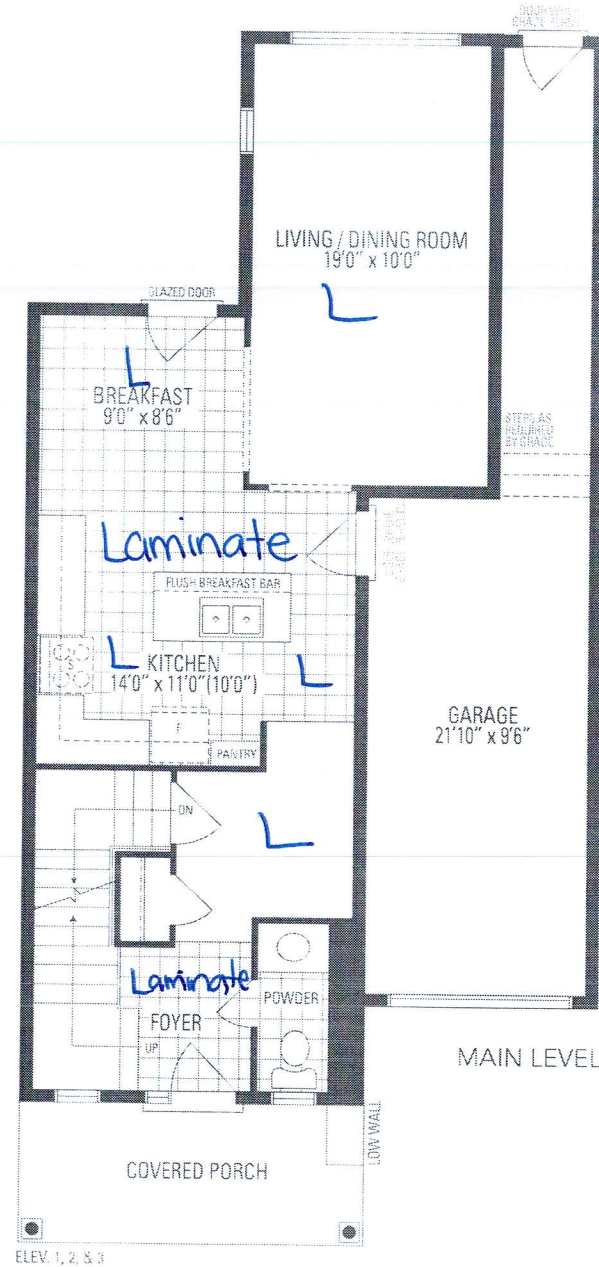 LIVING / DINING ROOM
19'0" x 10'0"
L
GLAZED DOOR
L
BREAKFAST
9'0" x 8'6"
STEPS AS
REQUIRED
BY GRADE
Laminate
FLUSH BREAKFAST BAR
L
KITCHEN
14'0" x 11'0" (10'0")
L
F
PANTRY
GARAGE
21'10" x 9'6"
DN
L
Laminate
POWDER
FOYER
UP
MAIN LEVEL
LOW WALL
COVERED PORCH
ELEV. 1, 2, & 3